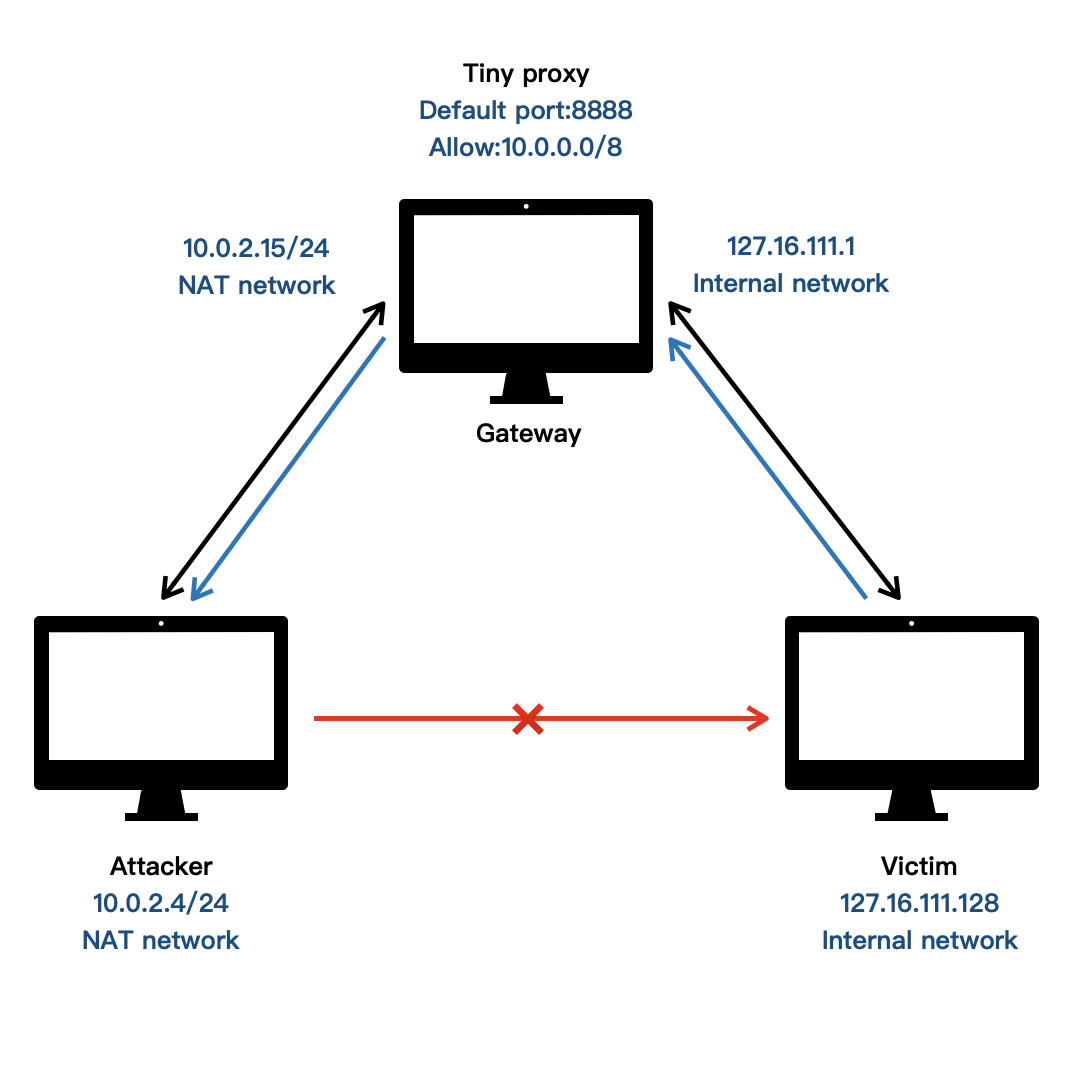 Tiny proxy
Default port:8888
Allow:10.0.0.0/8
10.0.2.15/24
NAT network
127.16.111.1
Internal network
Gateway
Attacker
10.0.2.4/24
NAT network
Victim
127.16.111.128
Internal network